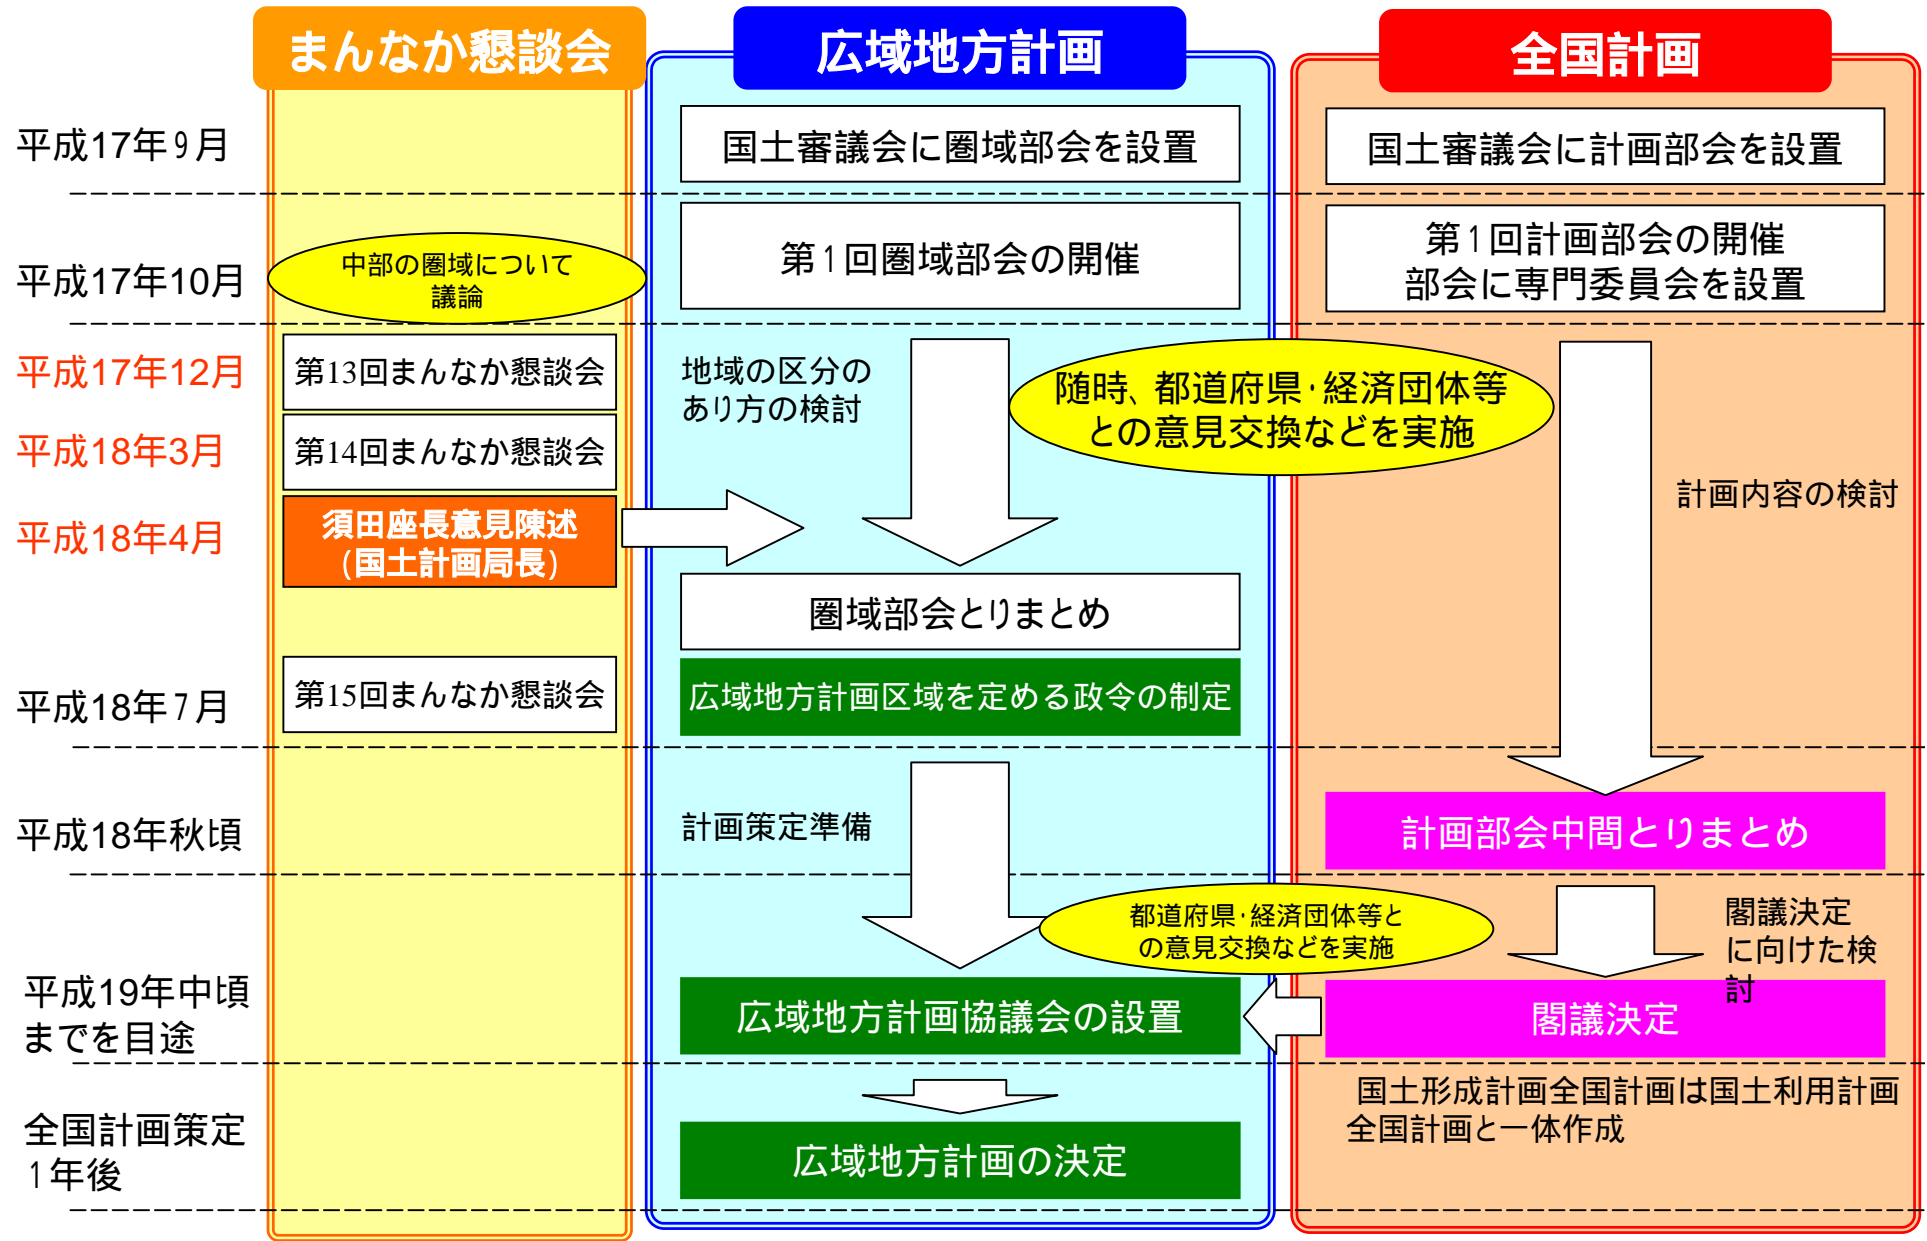 まんなか懇談会
広域地方計画
全国計画
平成17年9月
国土審議会に圏域部会を設置
国土審議会に計画部会を設置
平成17年10月
中部の圏域について
議論
第1回圏域部会の開催
第1回計画部会の開催
部会に専門委員会を設置
平成17年12月
第13回まんなか懇談会
地域の区分の
あり方の検討
随時、都道府県・経済団体等
との意見交換などを実施
平成18年3月
第14回まんなか懇談会
計画内容の検討
平成18年4月
須田座長意見陳述
(国土計画局長)
圏域部会とりまとめ
平成18年7月
第15回まんなか懇談会
広域地方計画区域を定める政令の制定
平成18年秋頃
計画策定準備
計画部会中間とりまとめ
都道府県・経済団体等と
の意見交換などを実施
閣議決定
に向けた検
討
平成19年中頃
までを目途
広域地方計画協議会の設置
閣議決定
国土形成計画全国計画は国土利用計画
全国計画と一体作成
全国計画策定
1年後
広域地方計画の決定